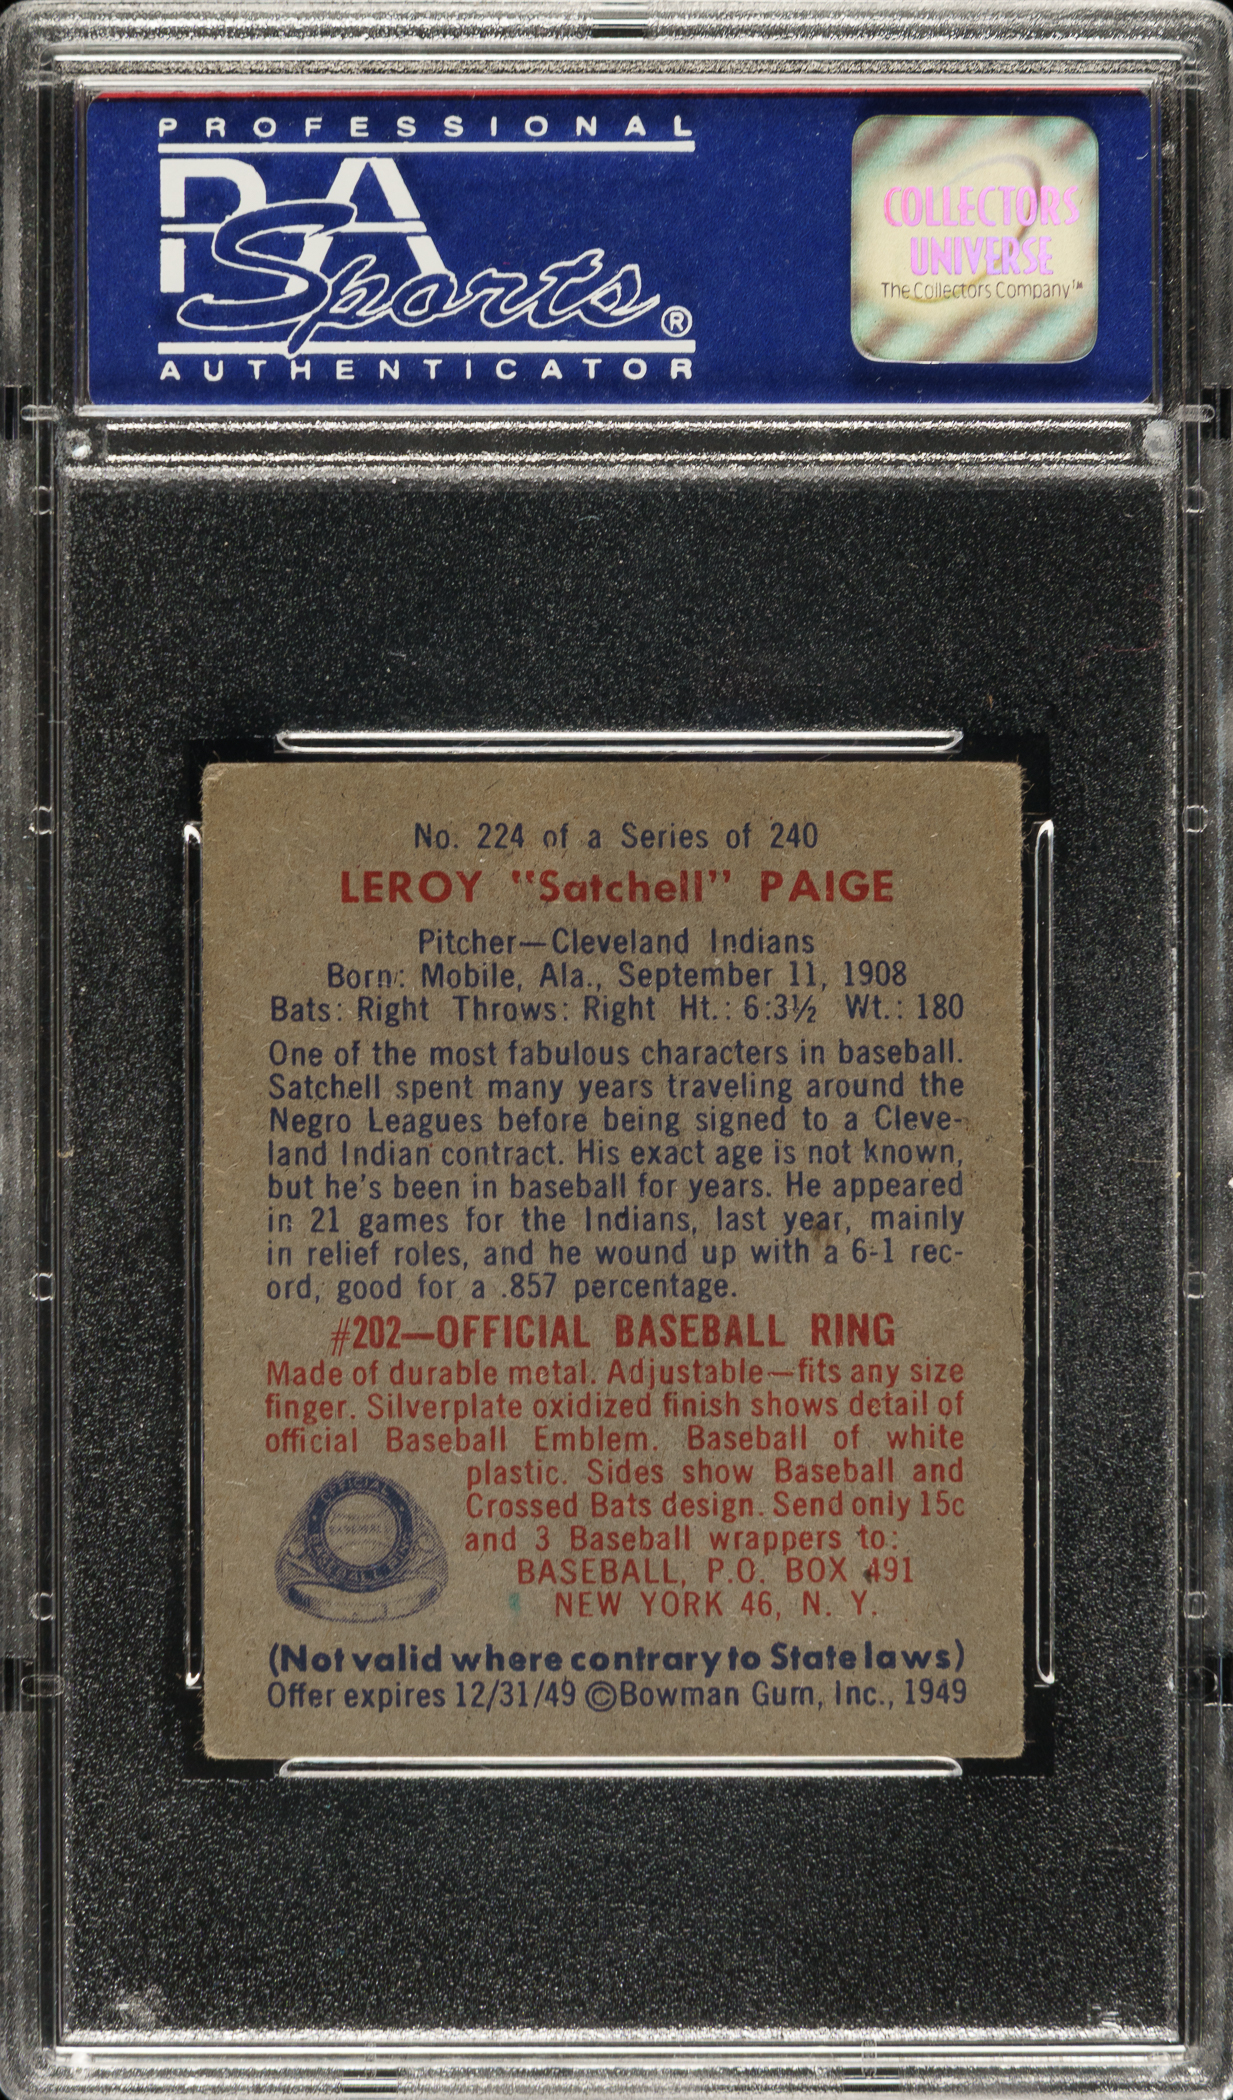 PROFESSIONAL
PSA
Sports ®
AUTHENTICATOR
COLLECTORS
UNIVERSE
The Collectors Company™
No. 224 of a Series of 240
LEROY "Satchell" PAIGE
Pitcher—Cleveland Indians
Born: Mobile, Ala., September 11, 1908
Bats: Right Throws: Right Ht.: 6:3½ Wt.: 180
One of the most fabulous characters in baseball.
Satchell spent many years traveling around the
Negro Leagues before being signed to a Cleve-
land Indian contract. His exact age is not known,
but he's been in baseball for years. He appeared
in 21 games for the Indians, last year, mainly
in relief roles, and he wound up with a 6-1 rec-
ord, good for a .857 percentage.
#202—OFFICIAL BASEBALL RING
Made of durable metal. Adjustable—fits any size
finger. Silverplate oxidized finish shows detail of
official Baseball Emblem. Baseball of white
plastic. Sides show Baseball and
Crossed Bats design. Send only 15c
and 3 Baseball wrappers to:
BASEBALL, P.O. BOX 491
NEW YORK 46, N. Y.
OFFICIAL
(Not valid where contrary to State laws)
Offer expires 12/31/49 ©Bowman Gum, Inc., 1949